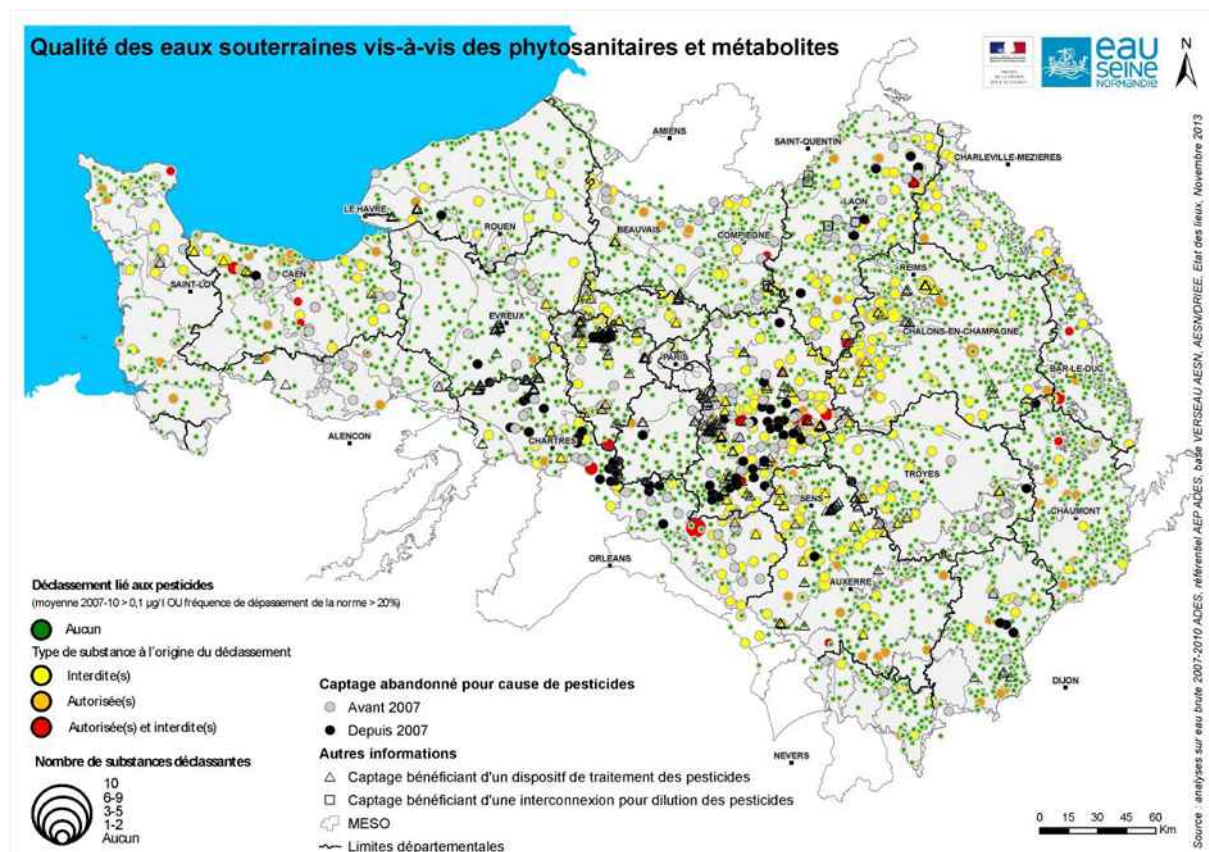 Qualité des eaux souterraines vis-à-vis des phytosanitaires et métabolites
eau
SEINE
NORMANDIE
N
AMIENS
SAINT-QUENTIN
CHARLEVILLE-MEZIERES
LE HAVRE
ROUEN
BEAUVAIS
COMPIEGNE
LAON
CAEN
SAINT-LO
REIMS
EVREUX
CHALONS-EN-CHAMPAGNE
PARIS
BAR-LE-DUC
ALENCON
CHARTRES
TROYES
SENS
CHAUMONT
ORLEANS
AUXERRE
DIJON
NEVERS
Déclassement lié aux pesticides
(moyenne 2007-10 > 0,1 µg/l OU fréquence de dépassement de la norme > 20%)
Aucun
Type de substance à l'origine du déclassement
Interdite(s)
Autorisée(s)
Autorisée(s) et interdite(s)
Nombre de substances déclassantes
10
6-9
3-5
1-2
Aucun
Captage abandonné pour cause de pesticides
Avant 2007
Depuis 2007
Autres informations
Captage bénéficiant d'un dispositf de traitement des pesticides
Captage bénéficiant d'une interconnexion pour dilution des pesticides
MESO
Limites départementales
0 15 30 45 60
Km
Source : analyses sur eau brute 2007-2010 ADES, référentiel AEP ADES, base VERSEAU AESN, AESN/DRIEE, Etat des lieux, Novembre 2013